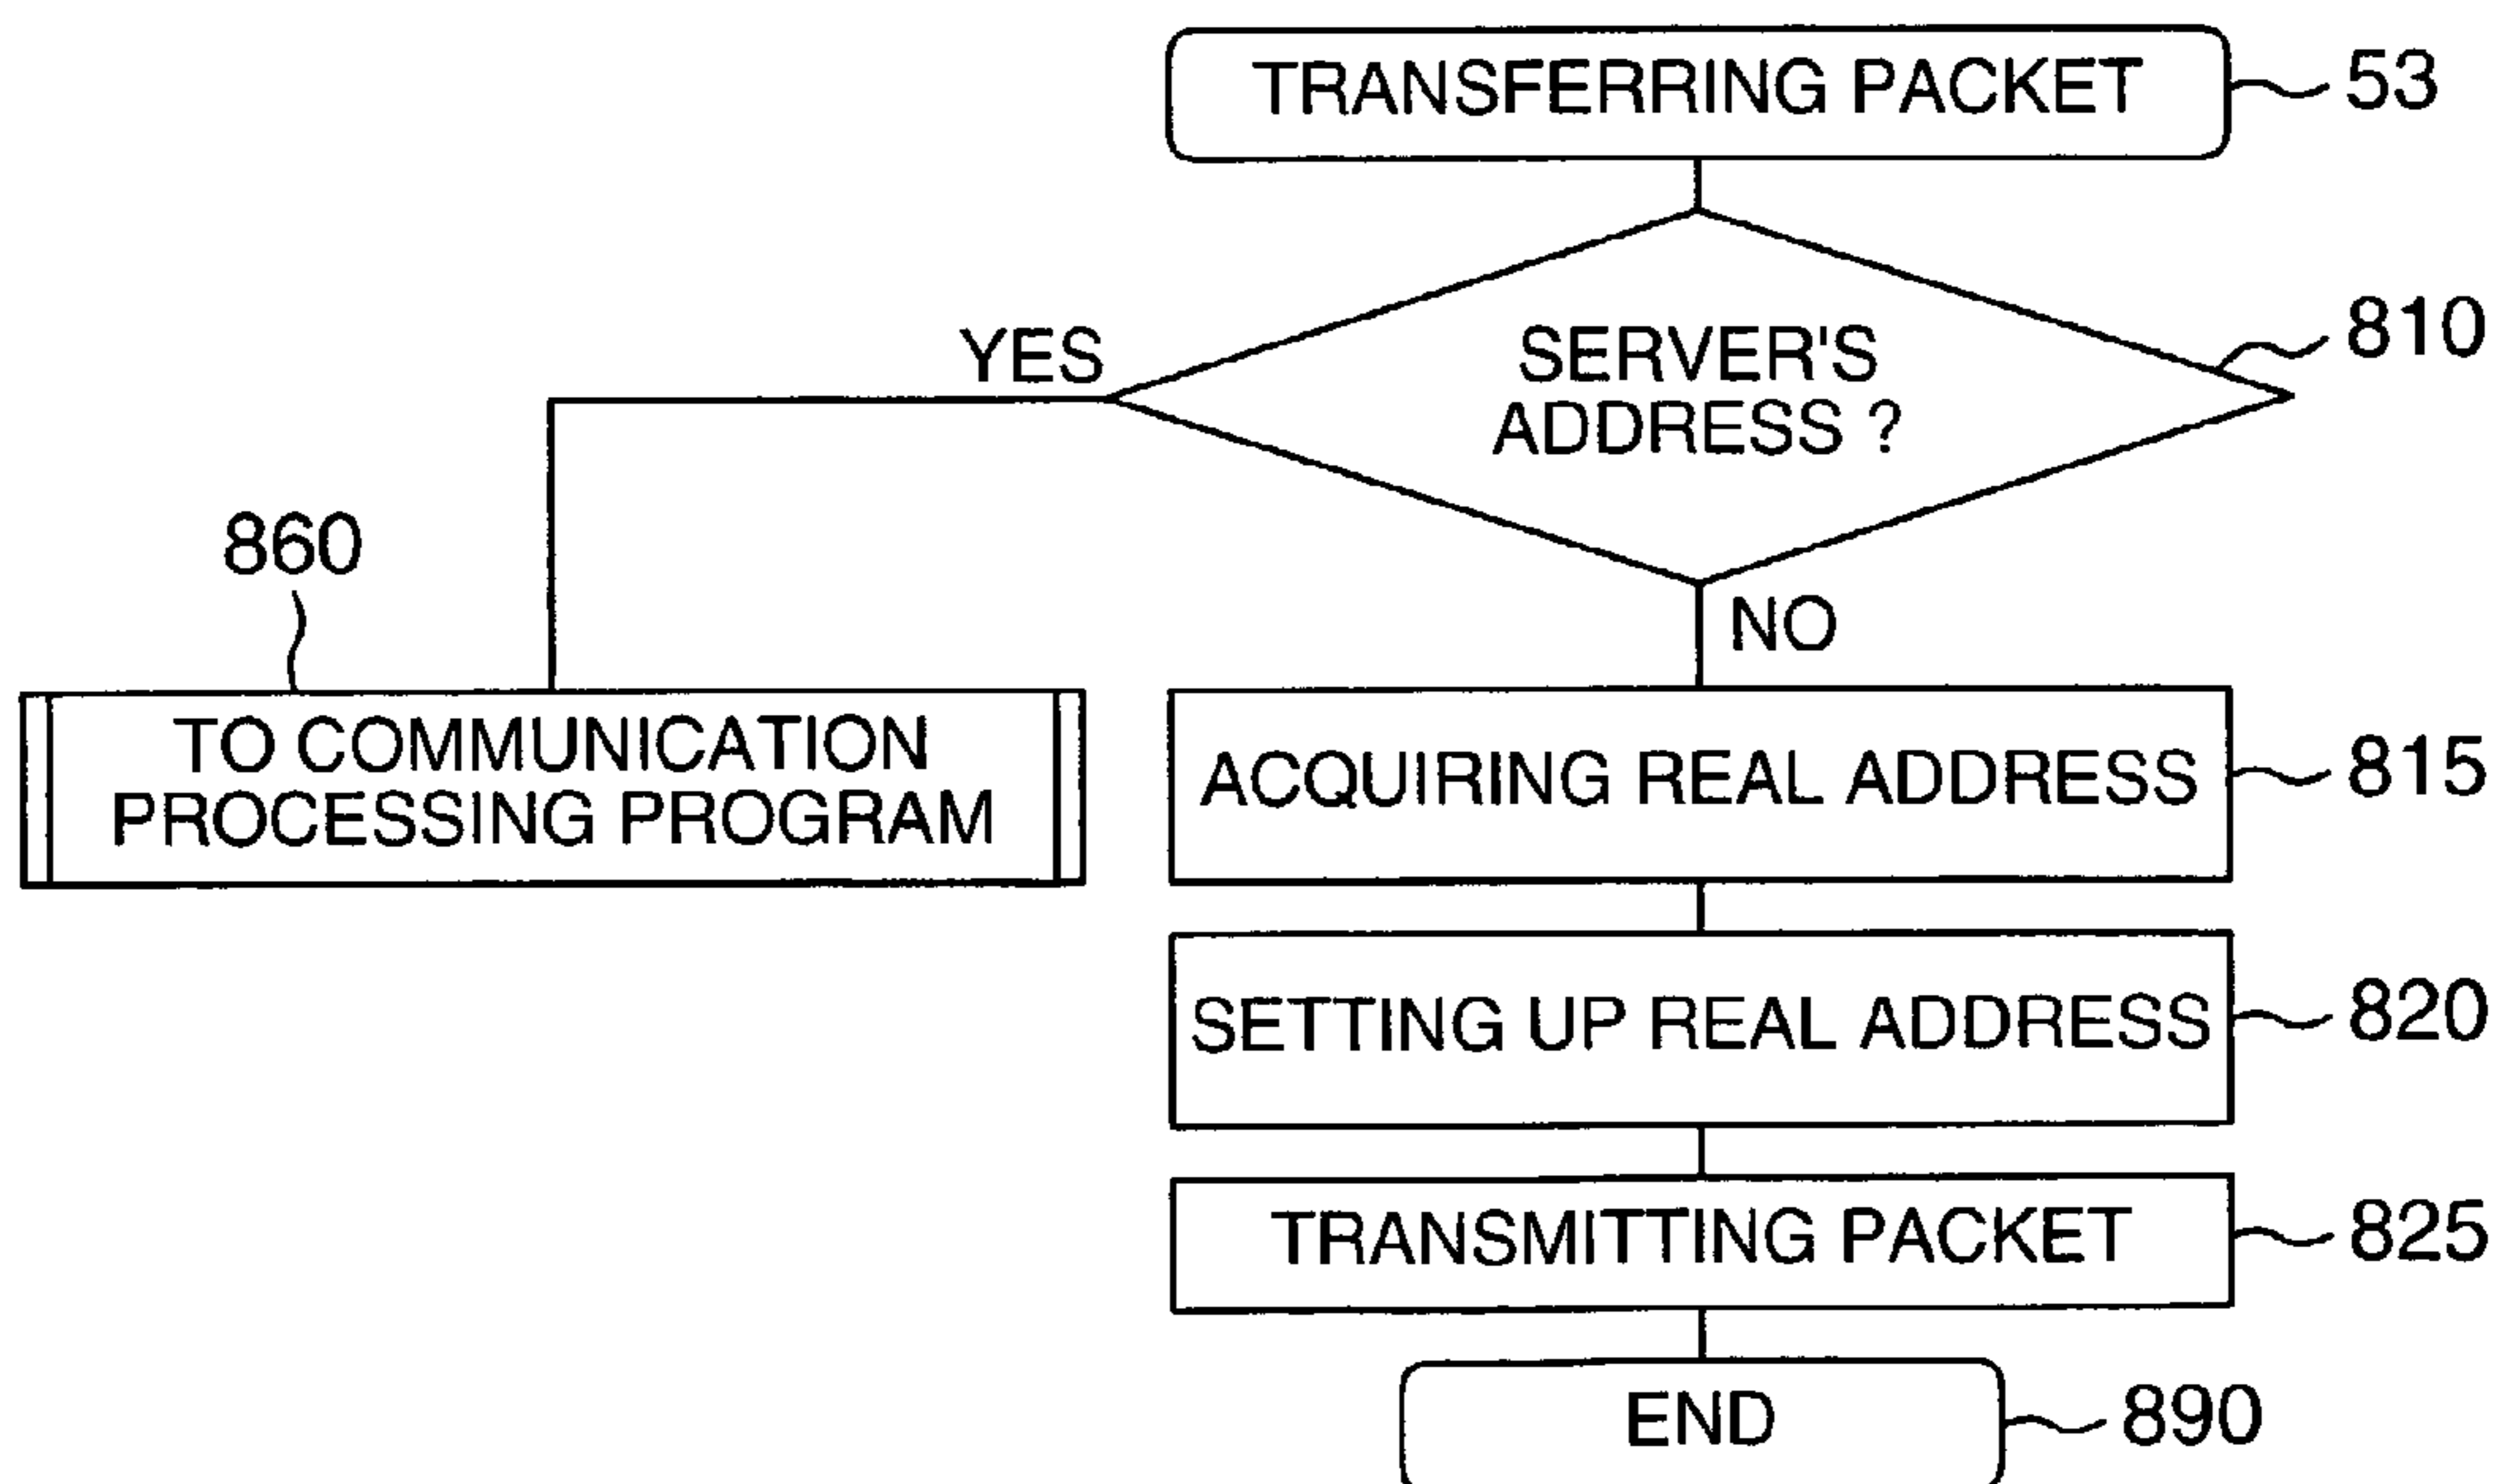 TRANSFERRING PACKET
53
810
YES
SERVER'S
ADDRESS ?
860
NO
TO COMMUNICATION
PROCESSING PROGRAM
ACQUIRING REAL ADDRESS
815
SETTING UP REAL ADDRESS
820
TRANSMITTING PACKET
825
END
890